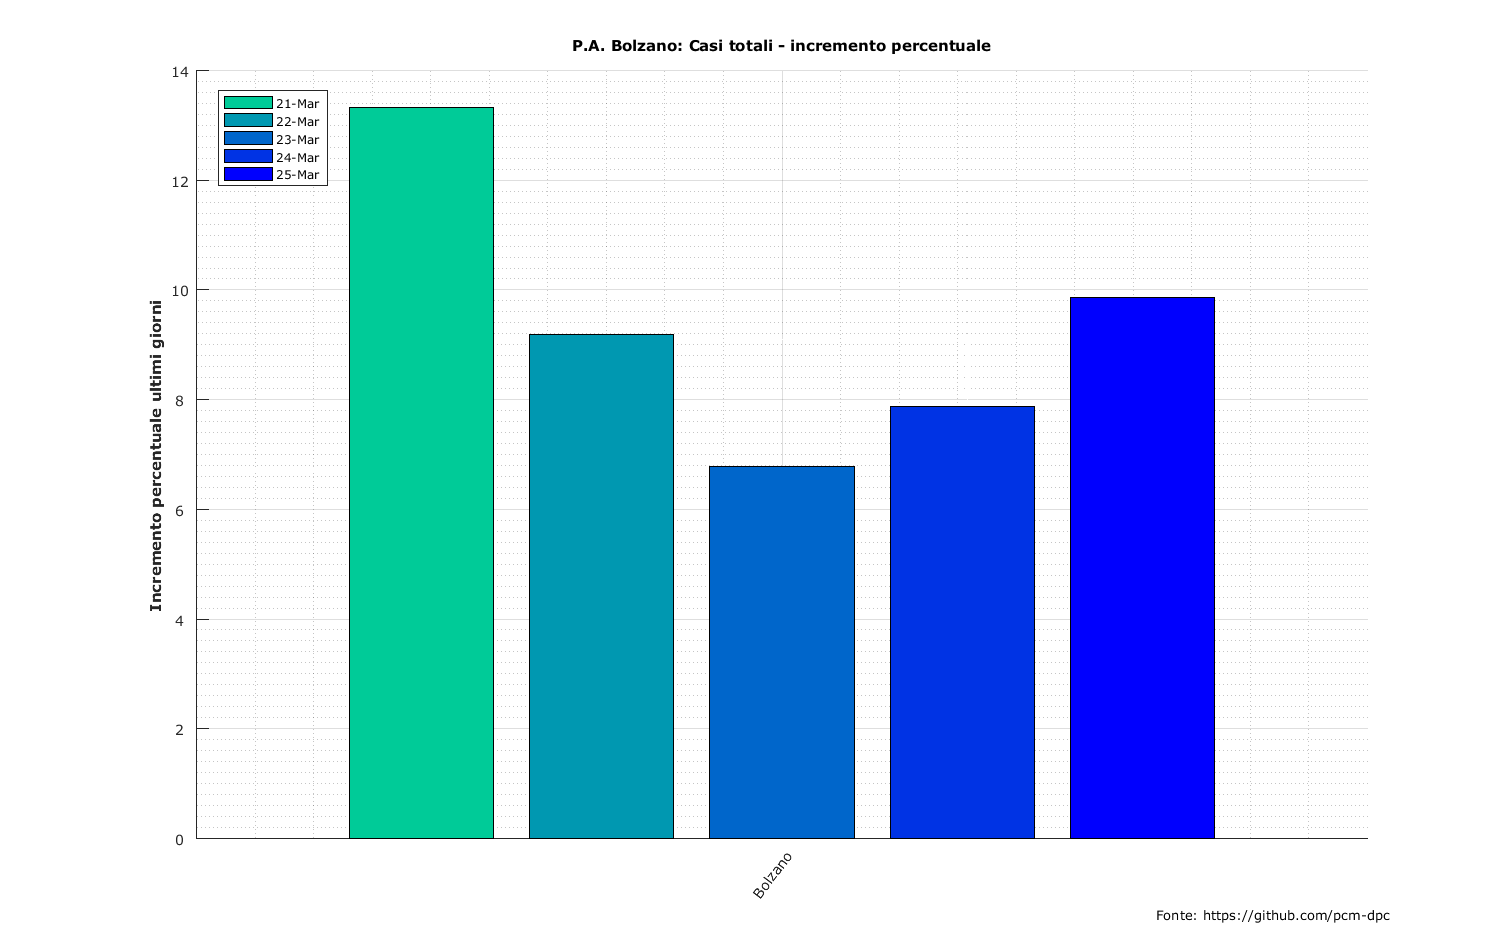 P.A. Bolzano: Casi totali - incremento percentuale
14
12
10
8
6
4
2
0
Incremento percentuale ultimi giorni
21-Mar
22-Mar
23-Mar
24-Mar
25-Mar
Bolzano
Fonte: https://github.com/pcm-dpc